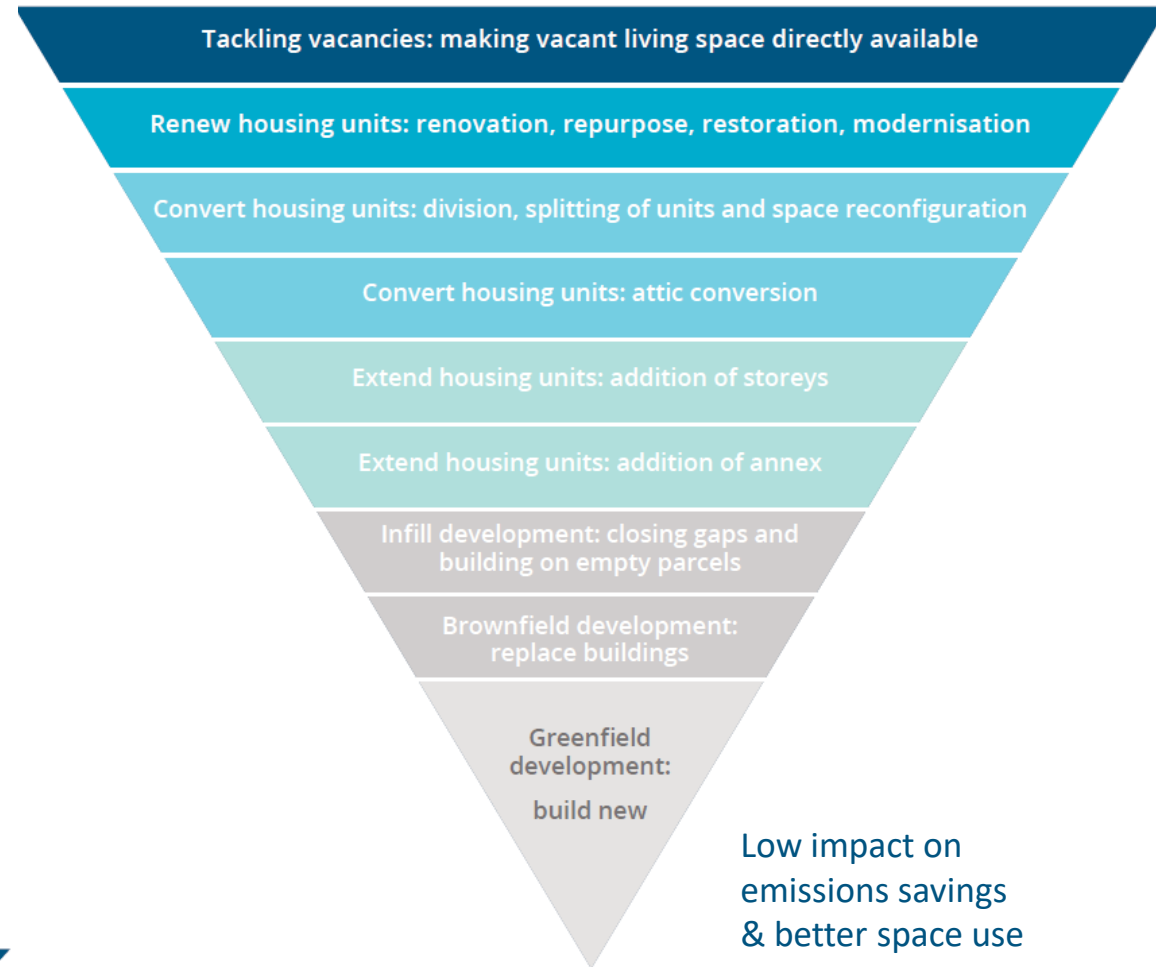 Tackling vacancies: making vacant living space directly available
Renew housing units: renovation, repurpose, restoration, modernisation
Convert housing units: division, splitting of units and space reconfiguration
Convert housing units: attic conversion
Extend housing units: addition of storeys
Extend housing units: addition of annex
Infill development: closing gaps and
building on empty parcels
Brownfield development:
replace buildings
Greenfield
development:
build new
Low impact on
emissions savings
& better space use